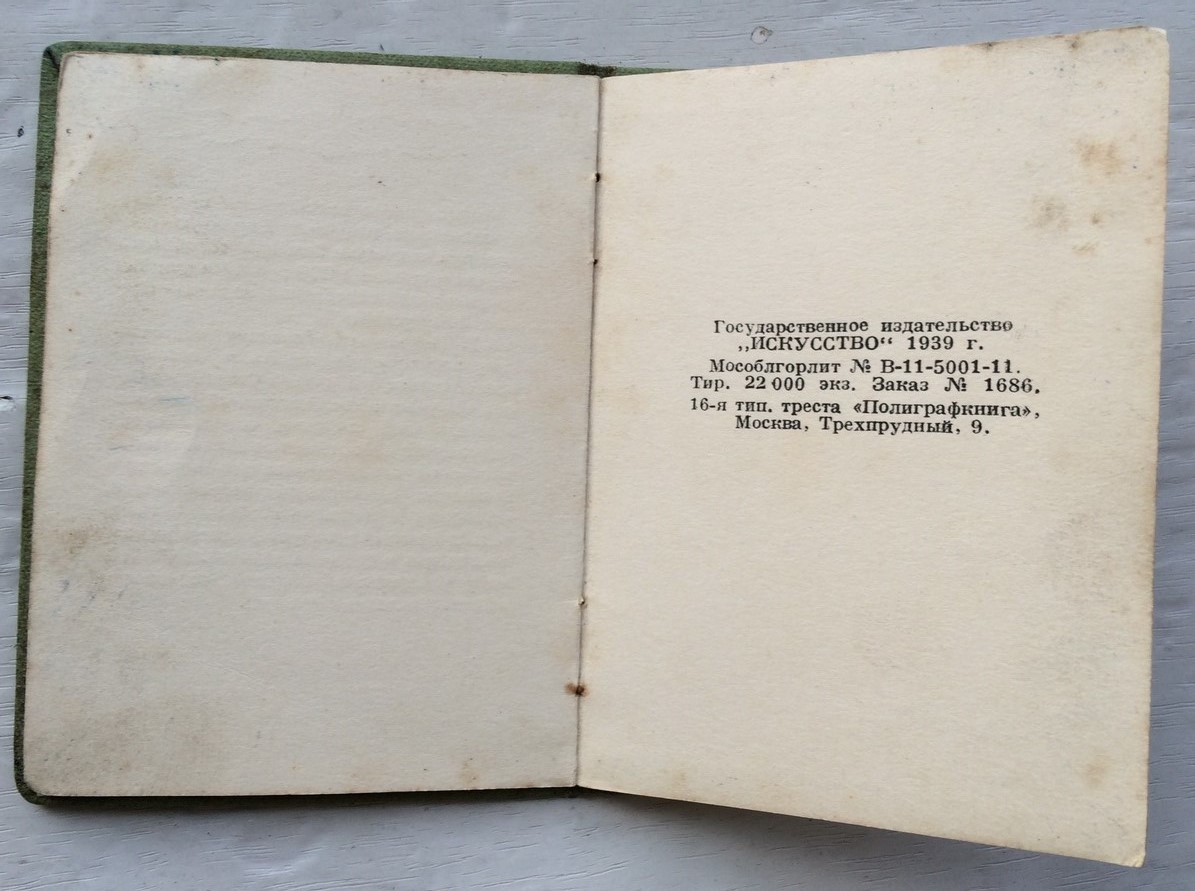 Государственное издательство
„ИСКУССТВО“ 1939 г.
Мособлгорлит № В-11-5001-11.
Тир. 22 000 экз. Заказ № 1686.
16-я тип. треста «Полиграфкнига»,
Москва, Трехпрудный, 9.